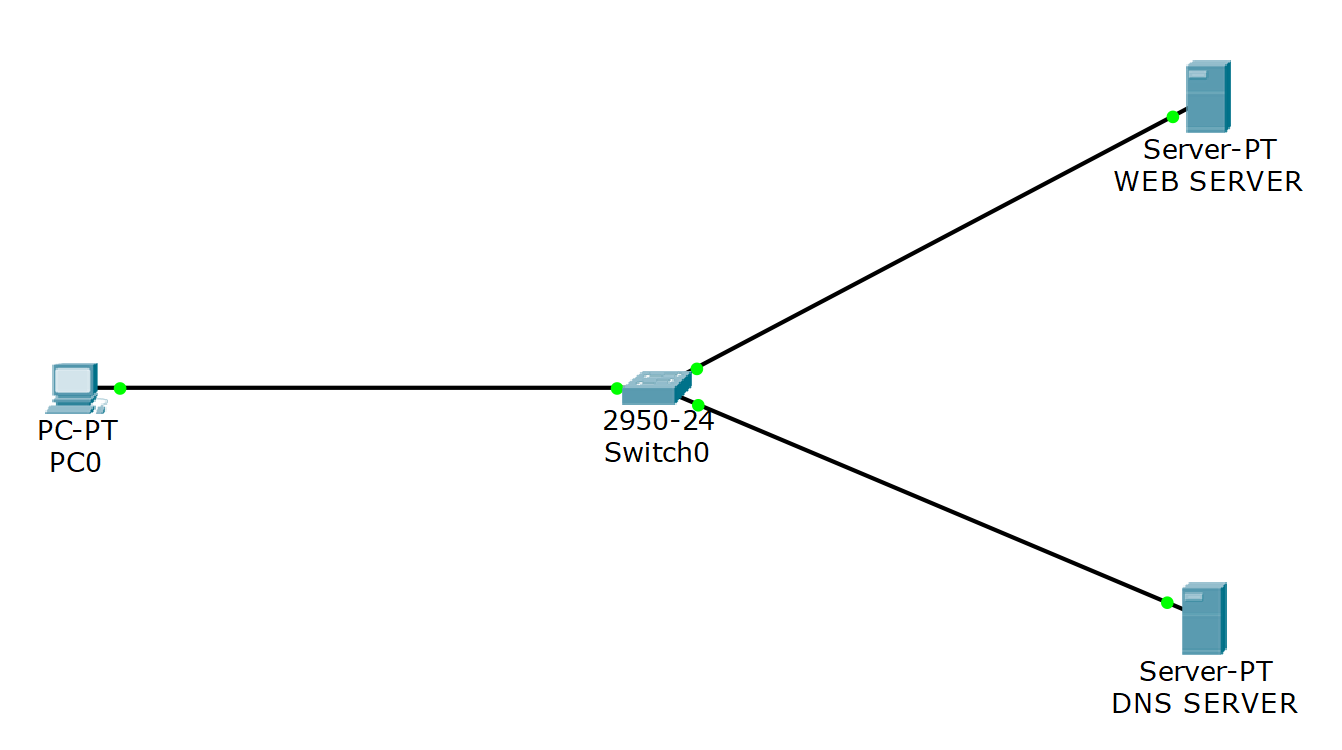 Server-PT
WEB SERVER
PC-PT
PC0
2950-24
Switch0
Server-PT
DNS SERVER